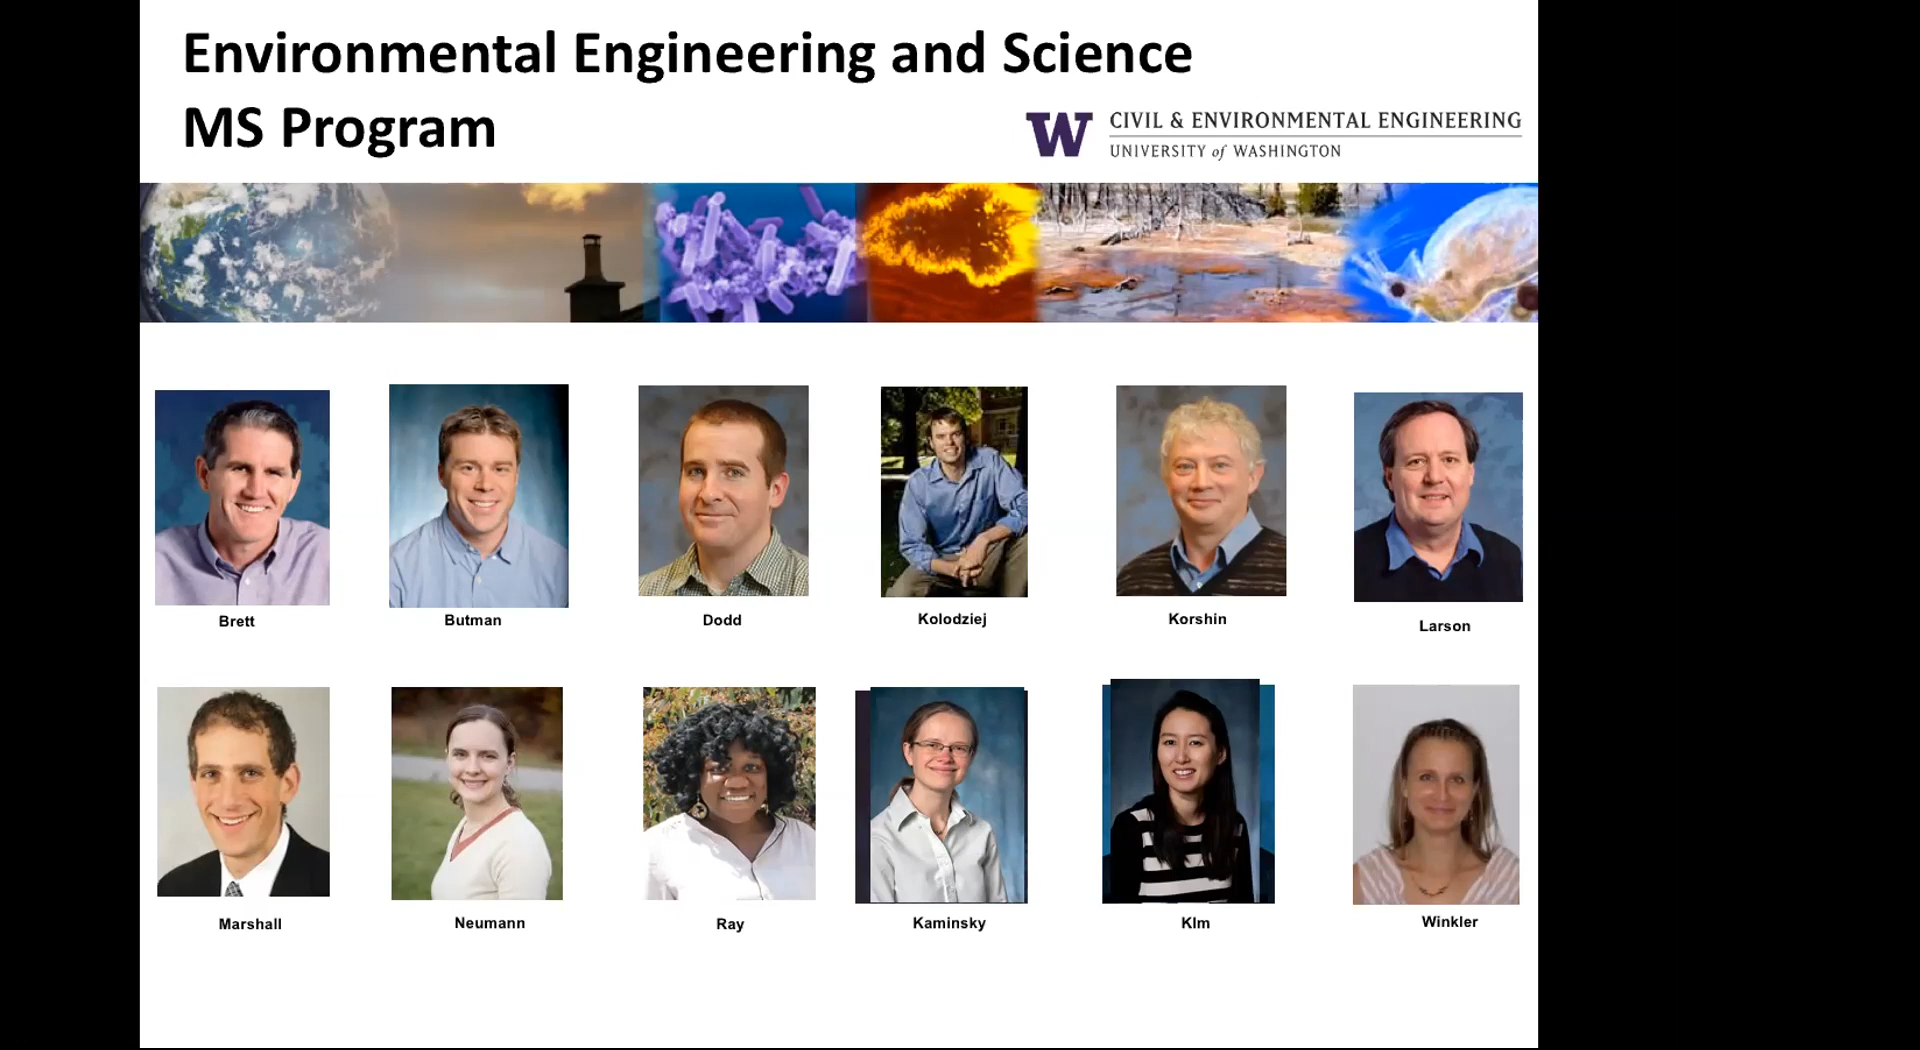 Environmental Engineering and Science
MS Program
W
CIVIL & ENVIRONMENTAL ENGINEERING
UNIVERSITY of WASHINGTON
Brett
Butman
Dodd
Kolodziej
Korshin
Larson
Marshall
Neumann
Ray
Kaminsky
KIm
Winkler